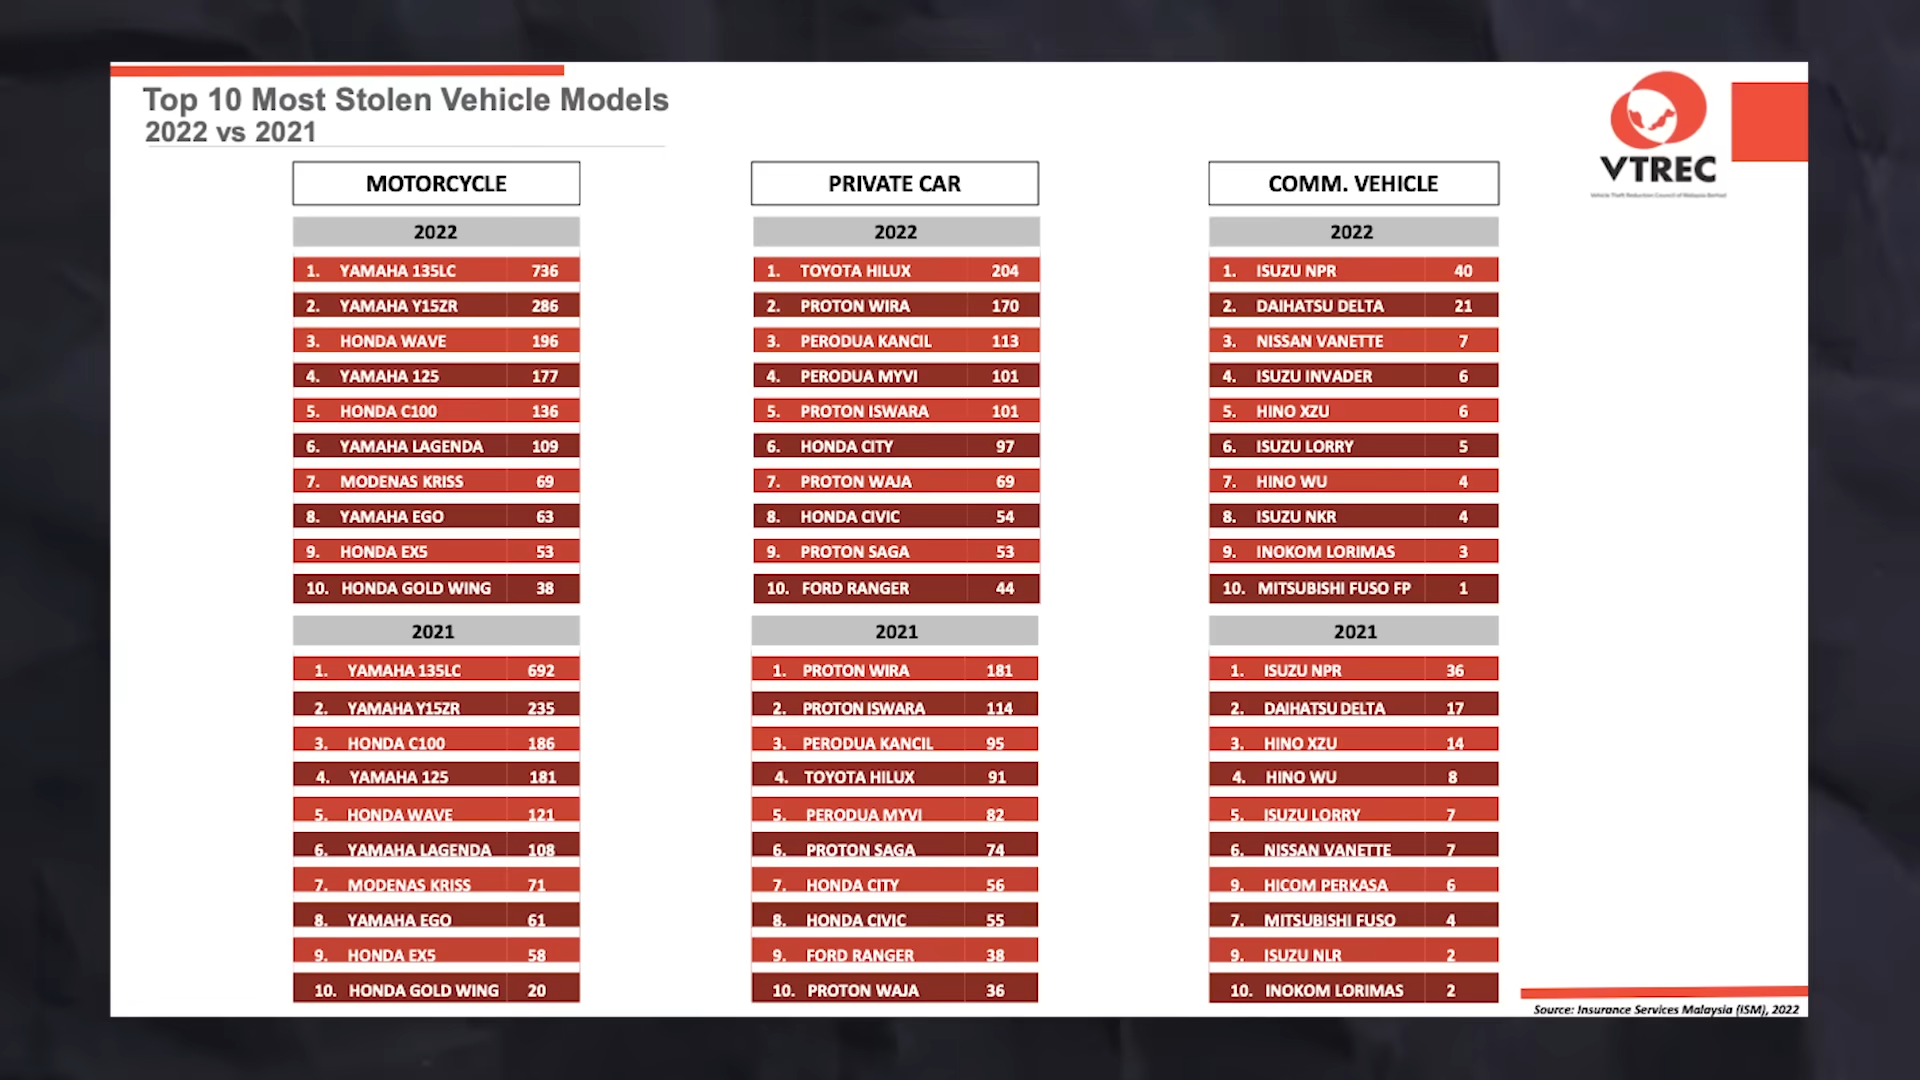 Top 10 Most Stolen Vehicle Models
2022 vs 2021
VTREC
Vehicle Theft Reduction Council of Malaysia Berhad
MOTORCYCLE
2022
1. YAMAHA 135LC 736
2. YAMAHA Y15ZR 286
3. HONDA WAVE 196
4. YAMAHA 125 177
5. HONDA C100 136
6. YAMAHA LAGENDA 109
7. MODENAS KRISS 69
8. YAMAHA EGO 63
9. HONDA EX5 53
10. HONDA GOLD WING 38
2021
1. YAMAHA 135LC 692
2. YAMAHA Y15ZR 235
3. HONDA C100 186
4. YAMAHA 125 181
5. HONDA WAVE 121
6. YAMAHA LAGENDA 108
7. MODENAS KRISS 71
8. YAMAHA EGO 61
9. HONDA EX5 58
10. HONDA GOLD WING 20
PRIVATE CAR
2022
1. TOYOTA HILUX 204
2. PROTON WIRA 170
3. PERODUA KANCIL 113
4. PERODUA MYVI 101
5. PROTON ISWARA 101
6. HONDA CITY 97
7. PROTON WAJA 69
8. HONDA CIVIC 54
9. PROTON SAGA 53
10. FORD RANGER 44
2021
1. PROTON WIRA 181
2. PROTON ISWARA 114
3. PERODUA KANCIL 95
4. TOYOTA HILUX 91
5. PERODUA MYVI 82
6. PROTON SAGA 74
7. HONDA CITY 56
8. HONDA CIVIC 55
9. FORD RANGER 38
10. PROTON WAJA 36
COMM. VEHICLE
2022
1. ISUZU NPR 40
2. DAIHATSU DELTA 21
3. NISSAN VANETTE 7
4. ISUZU INVADER 6
5. HINO XZU 6
6. ISUZU LORRY 5
7. HINO WU 4
8. ISUZU NKR 4
9. INOKOM LORIMAS 3
10. MITSUBISHI FUSO FP 1
2021
1. ISUZU NPR 36
2. DAIHATSU DELTA 17
3. HINO XZU 14
4. HINO WU 8
5. ISUZU LORRY 7
6. NISSAN VANETTE 7
9. HICOM PERKASA 6
7. MITSUBISHI FUSO 4
9. ISUZU NLR 2
10. INOKOM LORIMAS 2
Source: Insurance Services Malaysia (ISM), 2022